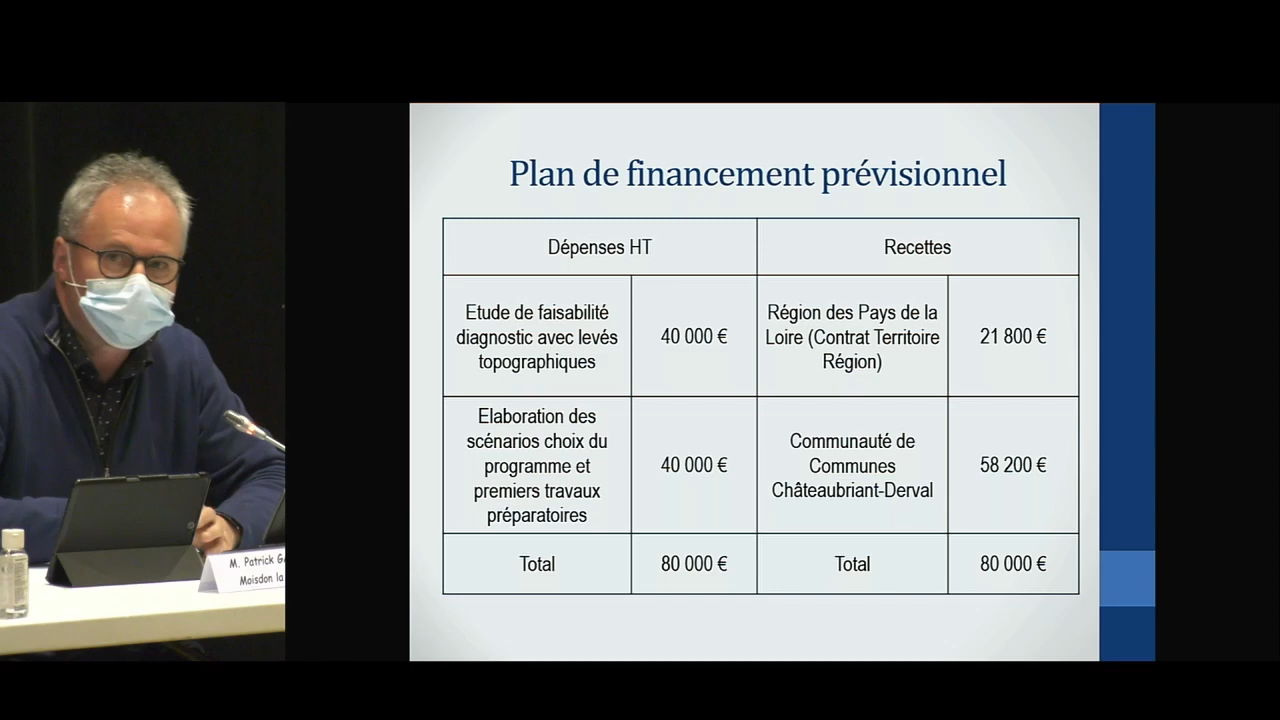 Plan de financement prévisionnel
Dépenses HT
Recettes
Etude de faisabilité
diagnostic avec levés
topographiques
40 000 €
Région des Pays de la
Loire (Contrat Territoire
Région)
21 800 €
Elaboration des
scénarios choix du
programme et
premiers travaux
préparatoires
40 000 €
Communauté de
Communes
Châteaubriant-Derval
58 200 €
Total
80 000 €
Total
80 000 €
M. Patrick
Moisdon la